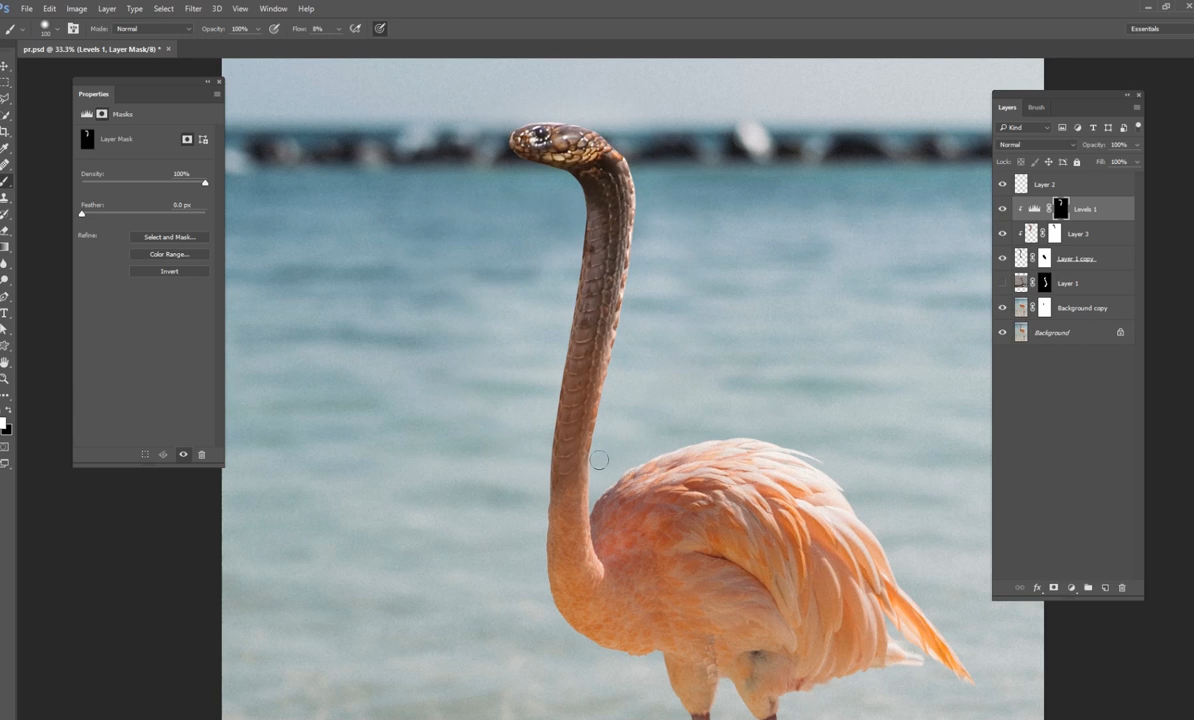 Ps File Edit Image Layer Type Select Filter 3D View Window Help
100 Mode: Normal Opacity: 100% Flow: 8% Essentials
pr.psd @ 33.3% (Levels 1, Layer Mask/8) * ×
Properties
Masks
Layer Mask
Density: 100%
Feather: 0.0 px
Refine: Select and Mask...
Color Range...
Invert
Layers Brush
Kind
Normal Opacity: 100%
Lock: Fill: 100%
Layer 2
Levels 1
Layer 3
Layer 1 copy
Layer 1
Background copy
Background
fx